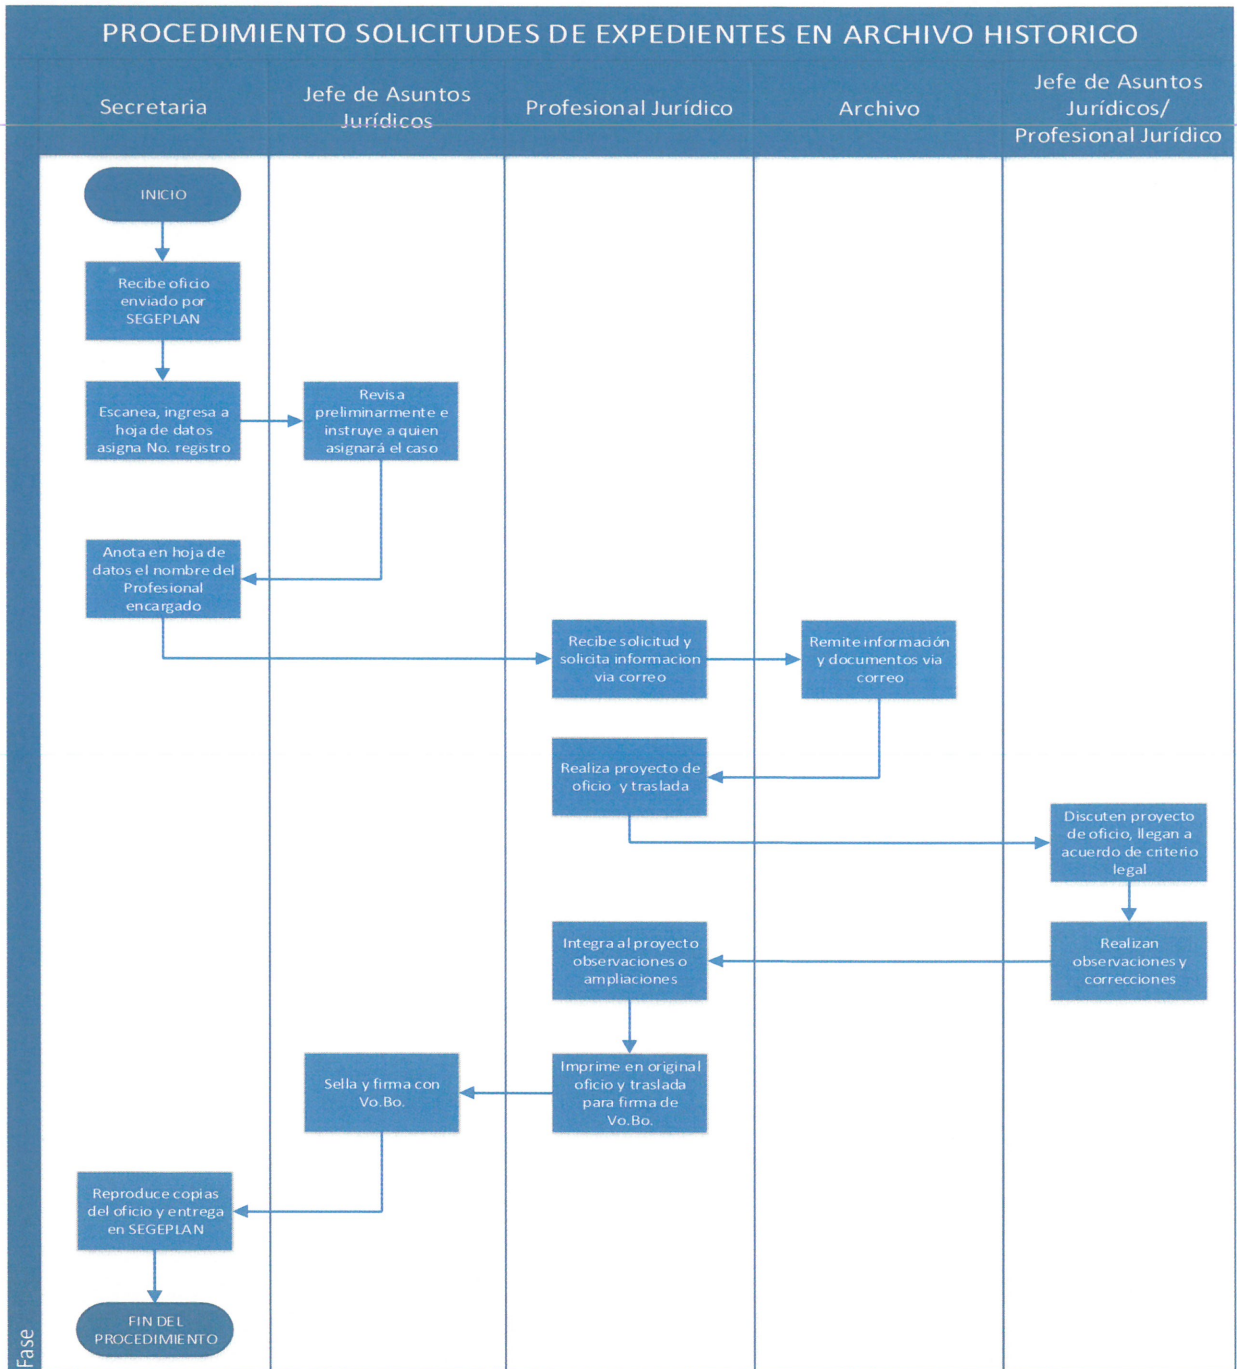 PROCEDIMIENTO SOLICITUDES DE EXPEDIENTES EN ARCHIVO HISTORICO
Secretaria
Jefe de Asuntos
Jurídicos
Profesional Jurídico
Archivo
Jefe de Asuntos
Jurídicos/
Profesional Jurídico
INICIO
Recibe oficio
enviado por
SEGEPLAN
Escanea, ingresa a
hoja de datos
asigna No. registro
Revisa
preliminarmente e
instruye a quien
asignará el caso
Anota en hoja de
datos el nombre del
Profesional
encargado
Recibe solicitud y
solicita informacion
via correo
Remite información
y documentos via
correo
Realiza proyecto de
oficio y traslada
Discuten proyecto
de oficio, llegan a
acuerdo de criterio
legal
Realizan
observaciones y
correcciones
Integra al proyecto
observaciones o
ampliaciones
Imprime en original
oficio y traslada
para firma de
Vo.Bo.
Sella y firma con
Vo.Bo.
Reproduce copias
del oficio y entrega
en SEGEPLAN
FIN DEL
PROCEDIMIENTO
Fase